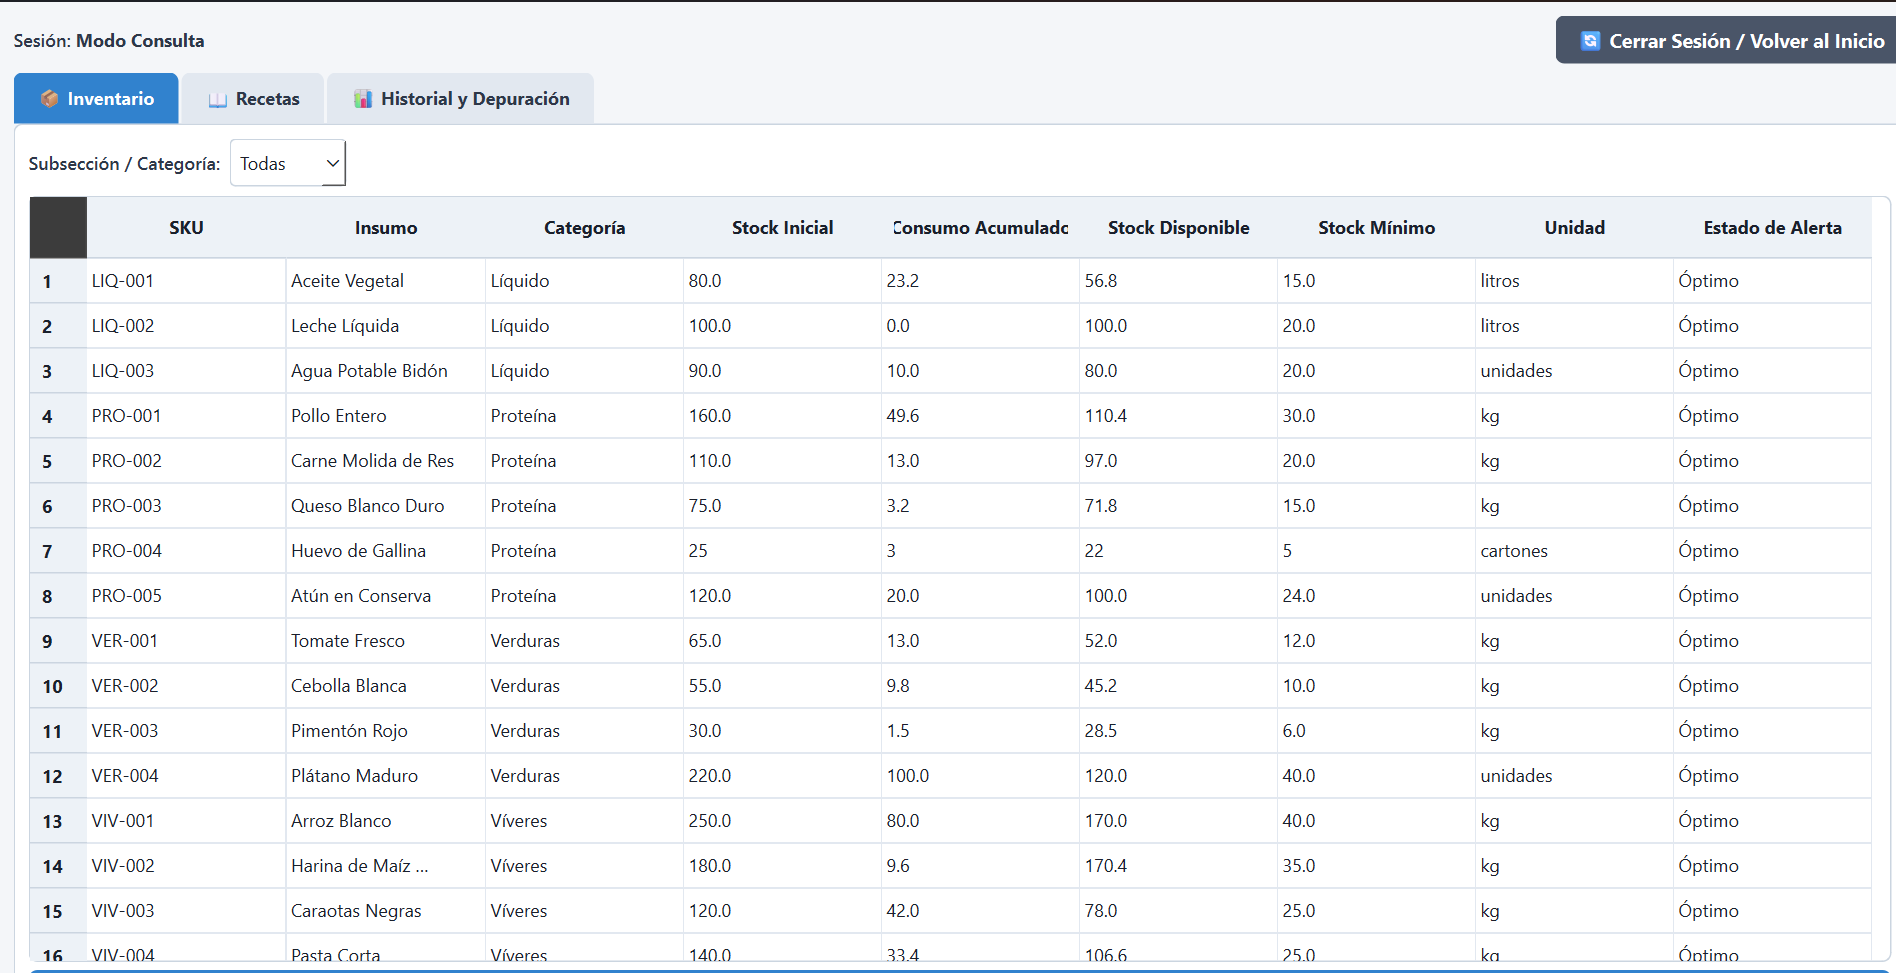 Sesión: Modo Consulta
Cerrar Sesión / Volver al Inicio
Inventario Recetas Historial y Depuración
Subsección / Categoría: Todas
SKU Insumo Categoría Stock Inicial Consumo Acumulado Stock Disponible Stock Mínimo Unidad Estado de Alerta
1 LIQ-001 Aceite Vegetal Líquido 80.0 23.2 56.8 15.0 litros Óptimo
2 LIQ-002 Leche Líquida Líquido 100.0 0.0 100.0 20.0 litros Óptimo
3 LIQ-003 Agua Potable Bidón Líquido 90.0 10.0 80.0 20.0 unidades Óptimo
4 PRO-001 Pollo Entero Proteína 160.0 49.6 110.4 30.0 kg Óptimo
5 PRO-002 Carne Molida de Res Proteína 110.0 13.0 97.0 20.0 kg Óptimo
6 PRO-003 Queso Blanco Duro Proteína 75.0 3.2 71.8 15.0 kg Óptimo
7 PRO-004 Huevo de Gallina Proteína 25 3 22 5 cartones Óptimo
8 PRO-005 Atún en Conserva Proteína 120.0 20.0 100.0 24.0 unidades Óptimo
9 VER-001 Tomate Fresco Verduras 65.0 13.0 52.0 12.0 kg Óptimo
10 VER-002 Cebolla Blanca Verduras 55.0 9.8 45.2 10.0 kg Óptimo
11 VER-003 Pimentón Rojo Verduras 30.0 1.5 28.5 6.0 kg Óptimo
12 VER-004 Plátano Maduro Verduras 220.0 100.0 120.0 40.0 unidades Óptimo
13 VIV-001 Arroz Blanco Víveres 250.0 80.0 170.0 40.0 kg Óptimo
14 VIV-002 Harina de Maíz ... Víveres 180.0 9.6 170.4 35.0 kg Óptimo
15 VIV-003 Caraotas Negras Víveres 120.0 42.0 78.0 25.0 kg Óptimo
16 VIV-004 Pasta Corta Víveres 140.0 33.4 106.6 25.0 kg Óptimo